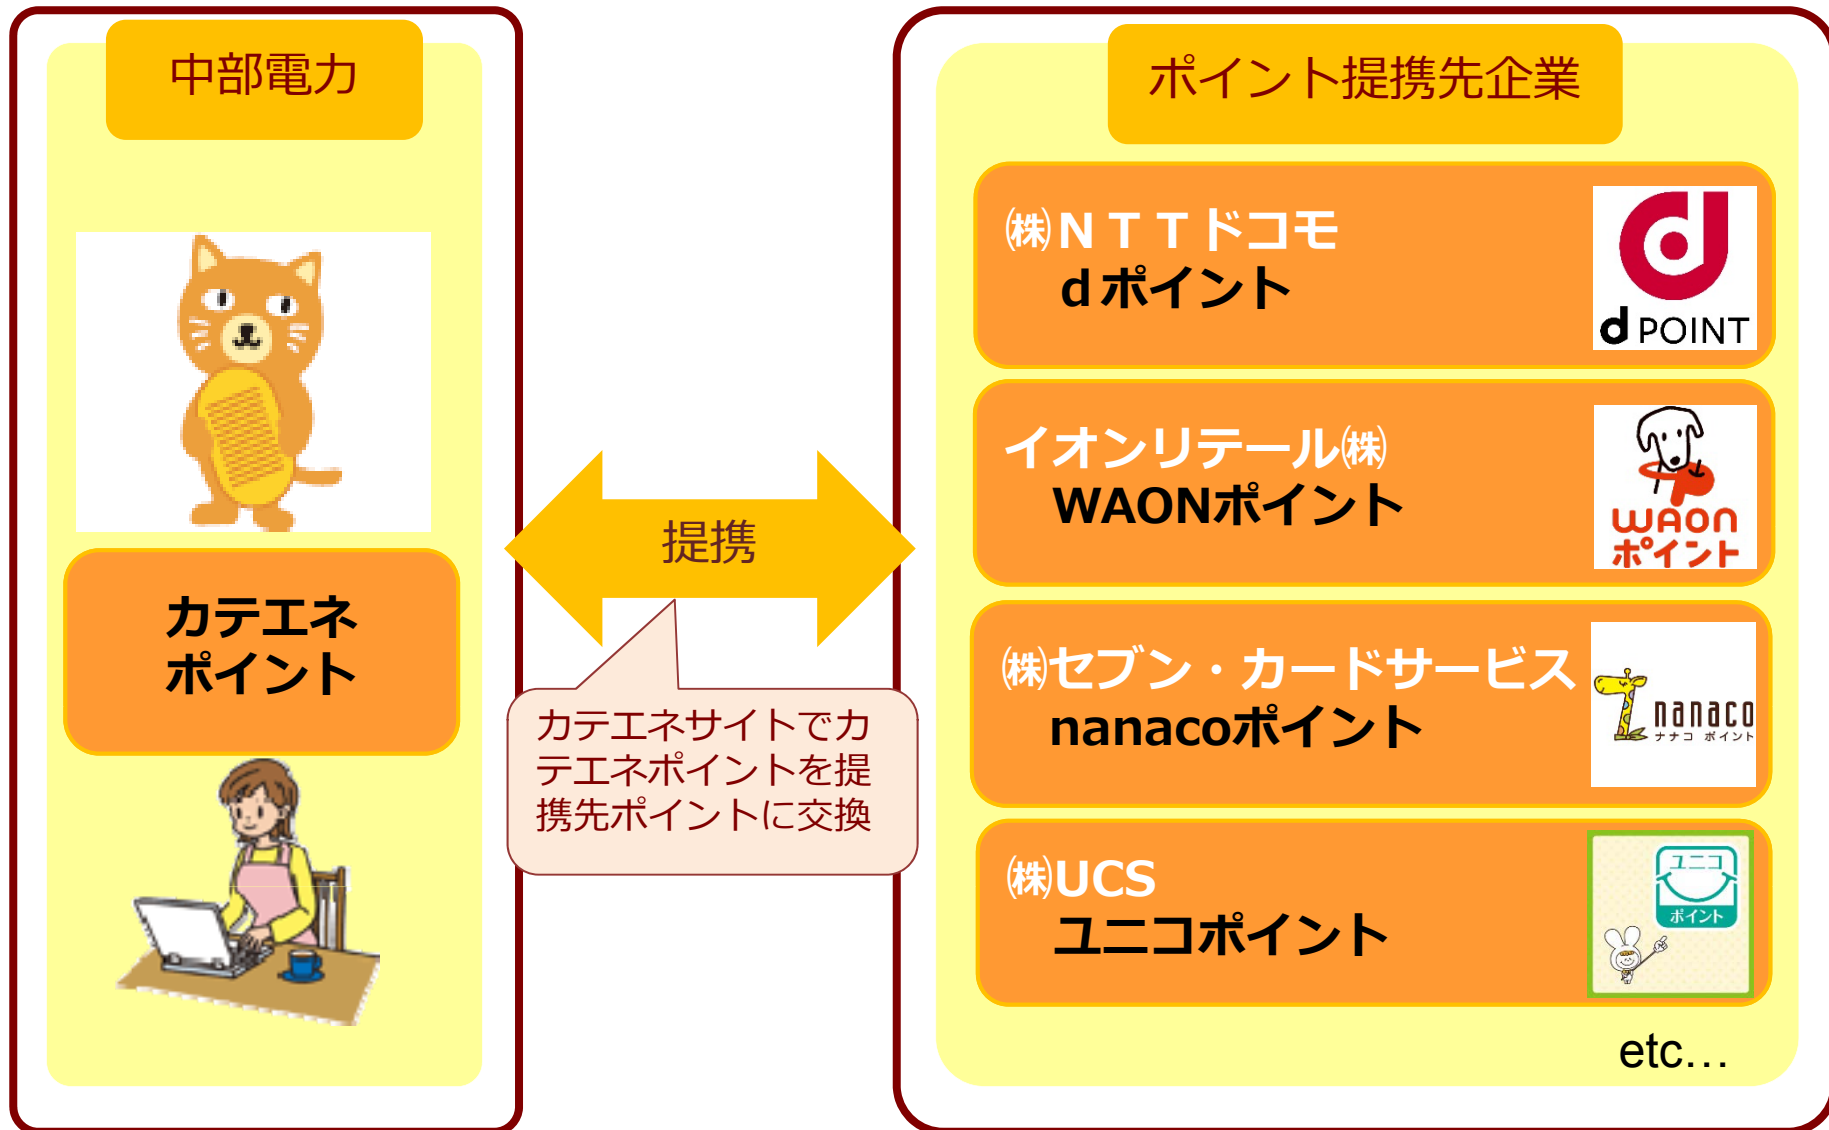 中部電力
カテエネ
ポイント
提携
カテエネサイトでカ
テエネポイントを提
携先ポイントに交換
ポイント提携先企業
㈱ＮＴＴドコモ
ｄポイント
d POINT
イオンリテール㈱
WAONポイント
WAON
ポイント
㈱セブン・カードサービス
nanacoポイント
nanaco
ナナコ ポイント
㈱UCS
ユニコポイント
ユニコ
ポイント
etc…